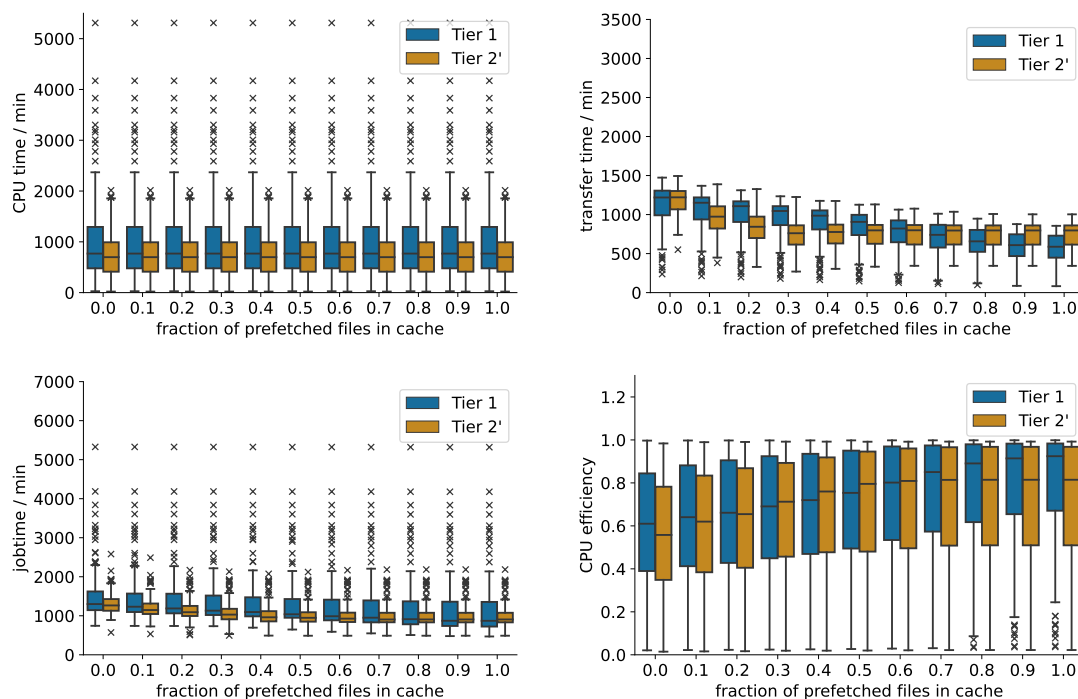 CPU time / min
5000
4000
3000
2000
1000
0
Tier 1
Tier 2'
0.0 0.1 0.2 0.3 0.4 0.5 0.6 0.7 0.8 0.9 1.0
fraction of prefetched files in cache
transfer time / min
3500
3000
2500
2000
1500
1000
500
0
Tier 1
Tier 2'
0.0 0.1 0.2 0.3 0.4 0.5 0.6 0.7 0.8 0.9 1.0
fraction of prefetched files in cache
jobtime / min
7000
6000
5000
4000
3000
2000
1000
0
Tier 1
Tier 2'
0.0 0.1 0.2 0.3 0.4 0.5 0.6 0.7 0.8 0.9 1.0
fraction of prefetched files in cache
CPU efficiency
1.2
1.0
0.8
0.6
0.4
0.2
0.0
Tier 1
Tier 2'
0.0 0.1 0.2 0.3 0.4 0.5 0.6 0.7 0.8 0.9 1.0
fraction of prefetched files in cache